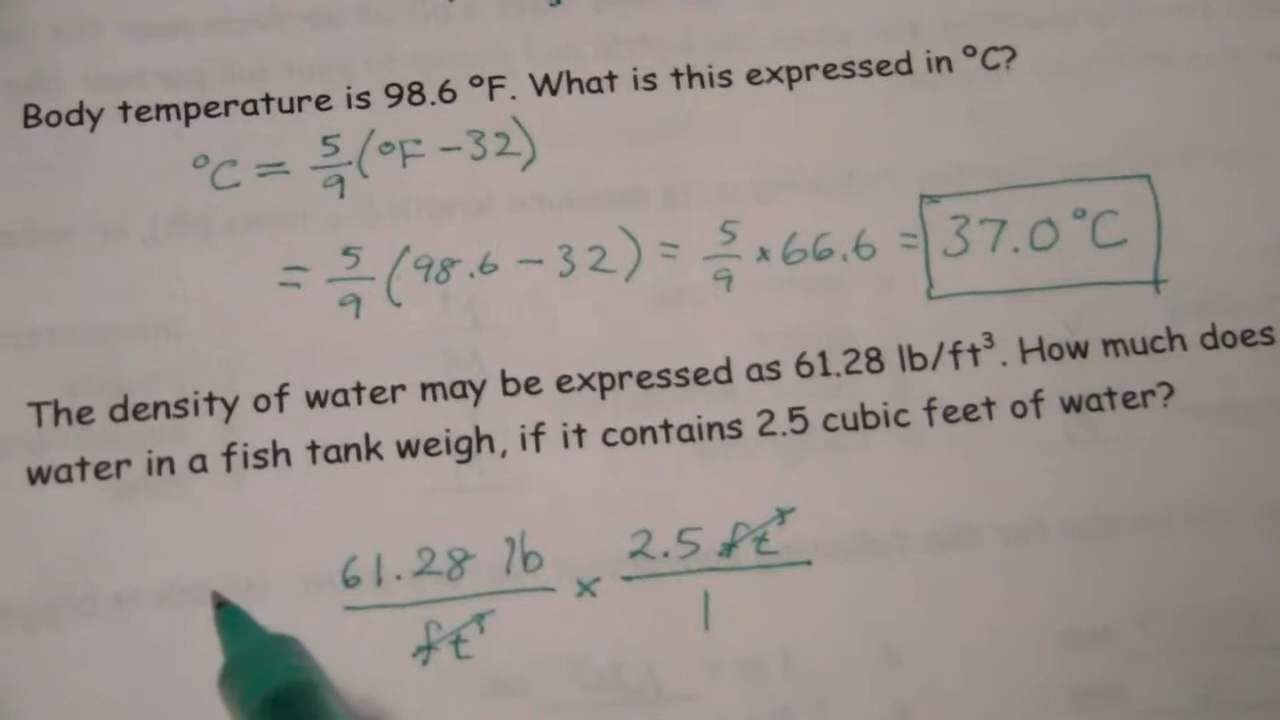 Body temperature is 98.6 °F. What is this expressed in °C?
°C = 5/9 (°F - 32)
= 5/9 (98.6 - 32) = 5/9 × 66.6 = 37.0 °C
The density of water may be expressed as 61.28 lb/ft³. How much does
water in a fish tank weigh, if it contains 2.5 cubic feet of water?
61.28 lb/ft³ × 2.5 ft³/1